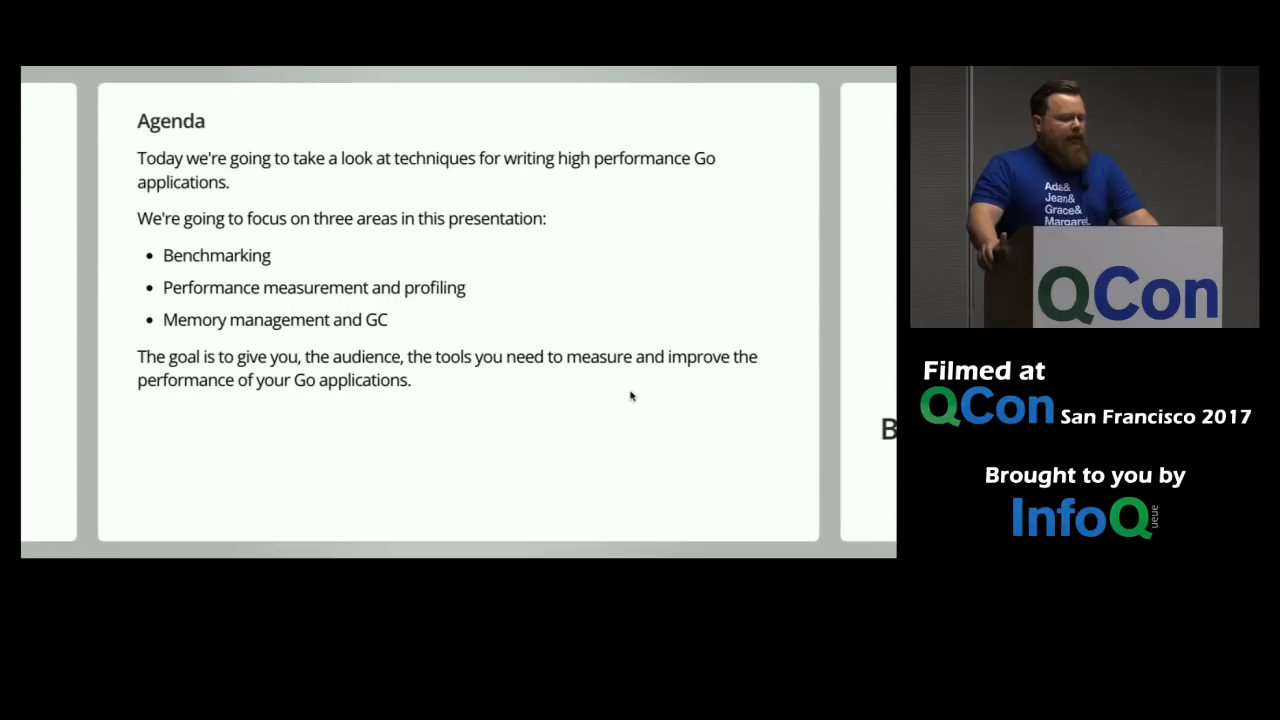 Agenda
Today we're going to take a look at techniques for writing high performance Go
applications.
We're going to focus on three areas in this presentation:
• Benchmarking
• Performance measurement and profiling
• Memory management and GC
The goal is to give you, the audience, the tools you need to measure and improve the
performance of your Go applications.
B
Ada&
Jean&
Grace&
Margaret.
QCon
Filmed at
QCon San Francisco 2017
Brought to you by
InfoQ
ueue